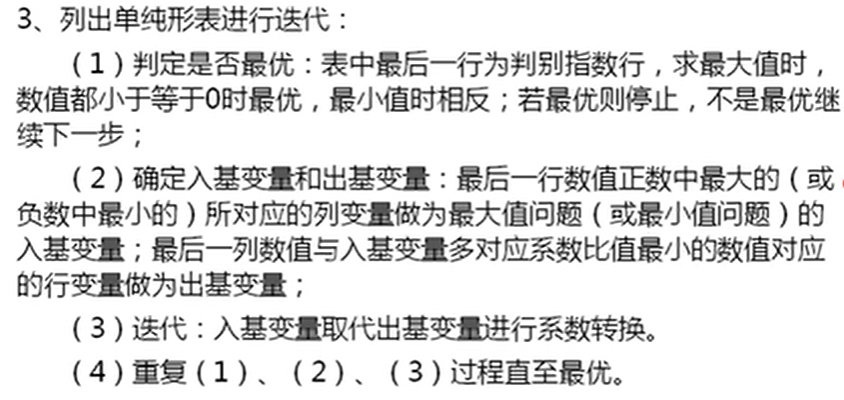 3、列出单纯形表进行迭代：
（1）判定是否最优：表中最后一行为判别指数行，求最大值时，
数值都小于等于0时最优，最小值时相反；若最优则停止，不是最优继
续下一步；
（2）确定入基变量和出基变量：最后一行数值正数中最大的（或
负数中最小的）所对应的列变量做为最大值问题（或最小值问题）的
入基变量；最后一列数值与入基变量多对应系数比值最小的数值对应
的行变量做为出基变量；
（3）迭代：入基变量取代出基变量进行系数转换。
（4）重复（1）、（2）、（3）过程直至最优。